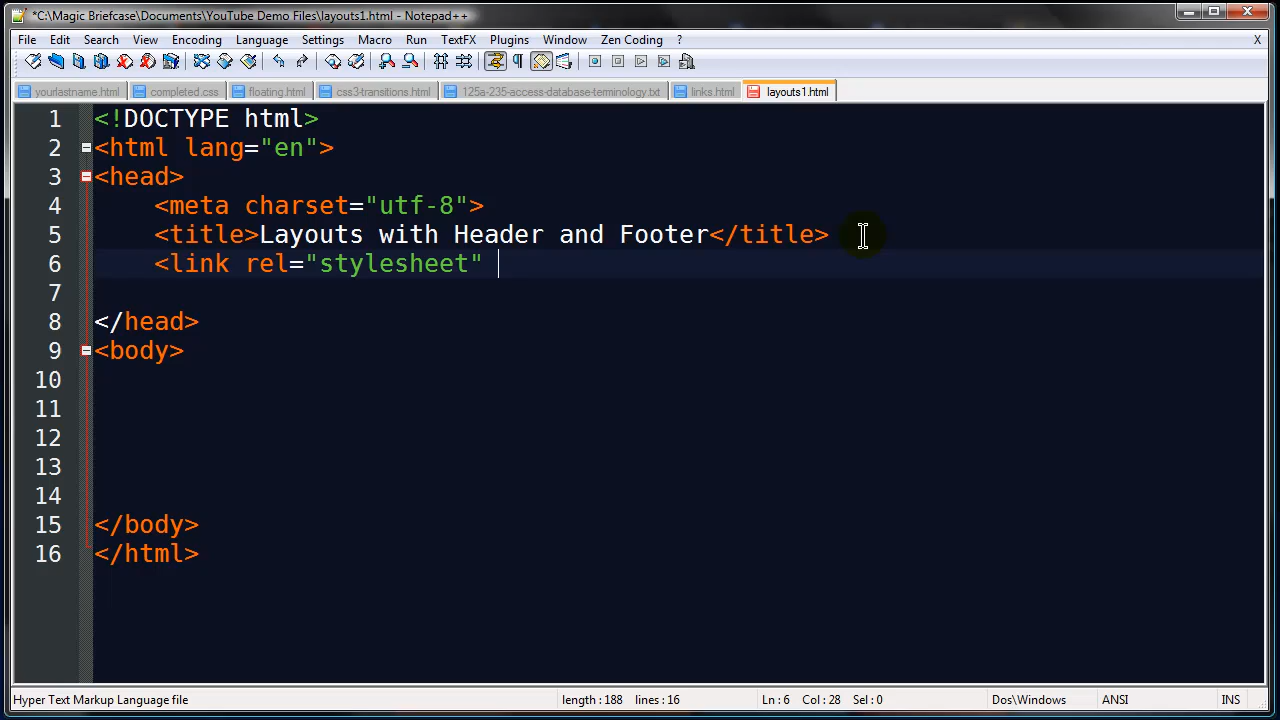 *C:\Magic Briefcase\Documents\YouTube Demo Files\layouts1.html - Notepad++
File Edit Search View Encoding Language Settings Macro Run TextFX Plugins Window Zen Coding ? X
yourlastname.html completed.css floating.html css3-transitions.html 125a-235-access-database-terminology.txt links.html layouts1.html
1 <!DOCTYPE html>
2 <html lang="en">
3 <head>
4 <meta charset="utf-8">
5 <title>Layouts with Header and Footer</title>
6 <link rel="stylesheet"
7
8 </head>
9 <body>
10
11
12
13
14
15 </body>
16 </html>
Hyper Text Markup Language file length : 188 lines : 16 Ln : 6 Col : 28 Sel : 0 Dos\Windows ANSI INS